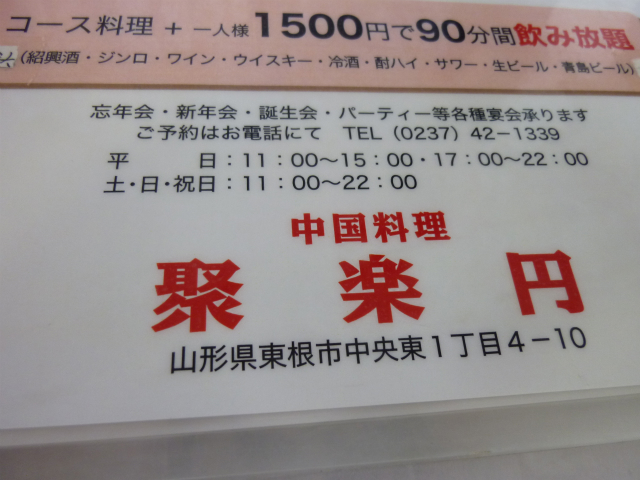 コース料理 + 一人様1500円で90分間飲み放題
(紹興酒・ジンロ・ワイン・ウイスキー・冷酒・酎ハイ・サワー・生ビール・青島ビール)
忘年会・新年会・誕生会・パーティー等各種宴会承ります
ご予約はお電話にて TEL(0237)42-1339
平 日:11:00～15:00・17:00～22:00
土・日・祝日:11:00～22:00
中国料理
聚楽円
山形県東根市中央東1丁目4-10